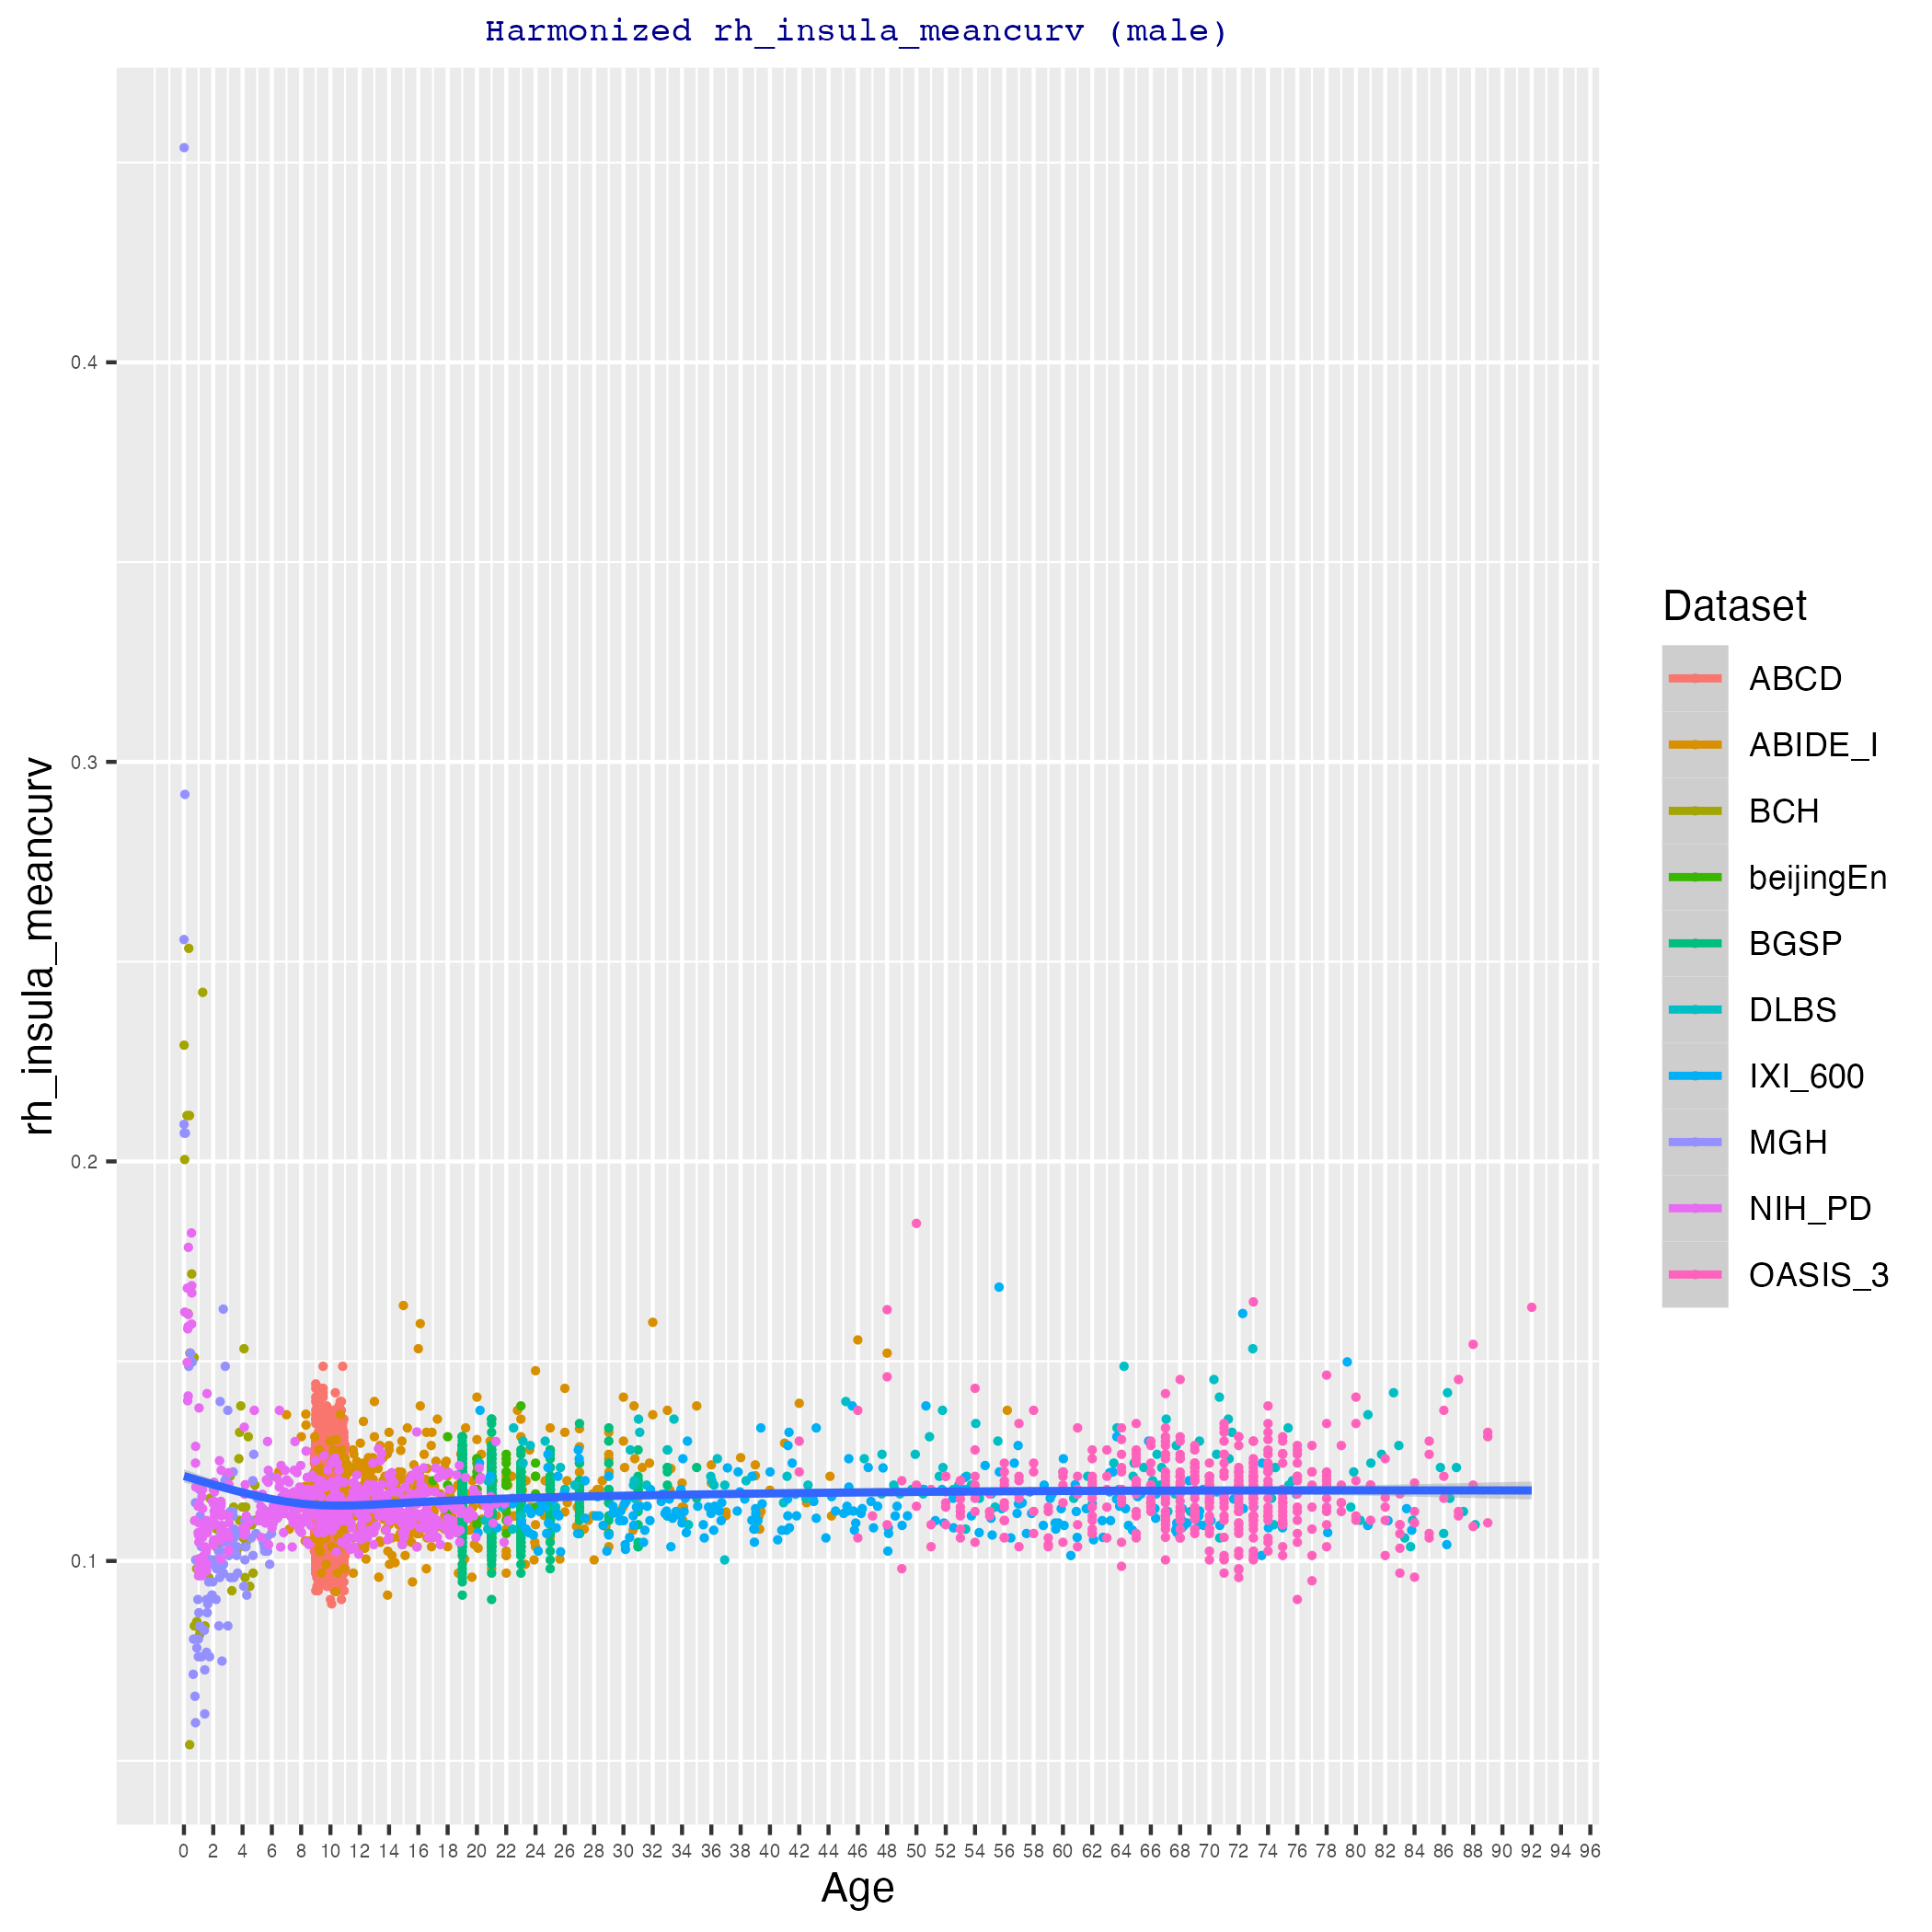 Harmonized rh_insula_meancurv (male)
rh_insula_meancurv
0.4
0.3
0.2
0.1
0 2 4 6 8 10 12 14 16 18 20 22 24 26 28 30 32 34 36 38 40 42 44 46 48 50 52 54 56 58 60 62 64 66 68 70 72 74 76 78 80 82 84 86 88 90 92 94 96
Age
Dataset
ABCD
ABIDE_I
BCH
beijingEn
BGSP
DLBS
IXI_600
MGH
NIH_PD
OASIS_3